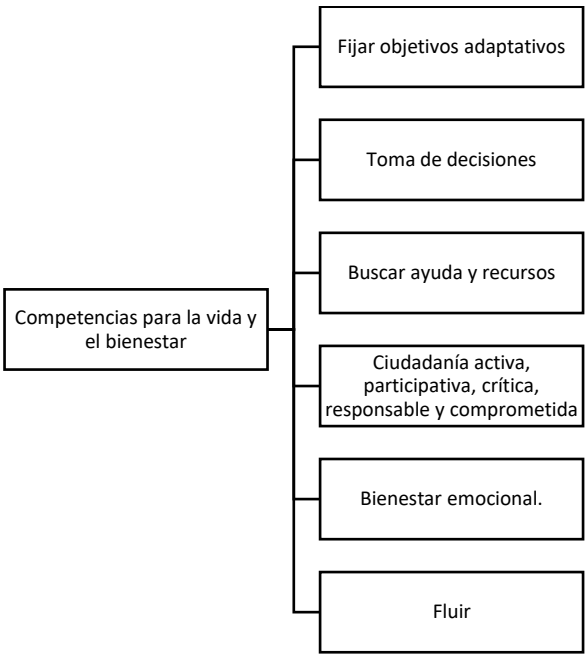 Fijar objetivos adaptativos
Toma de decisiones
Buscar ayuda y recursos
Competencias para la vida y
el bienestar
Ciudadanía activa,
participativa, crítica,
responsable y comprometida
Bienestar emocional.
Fluir